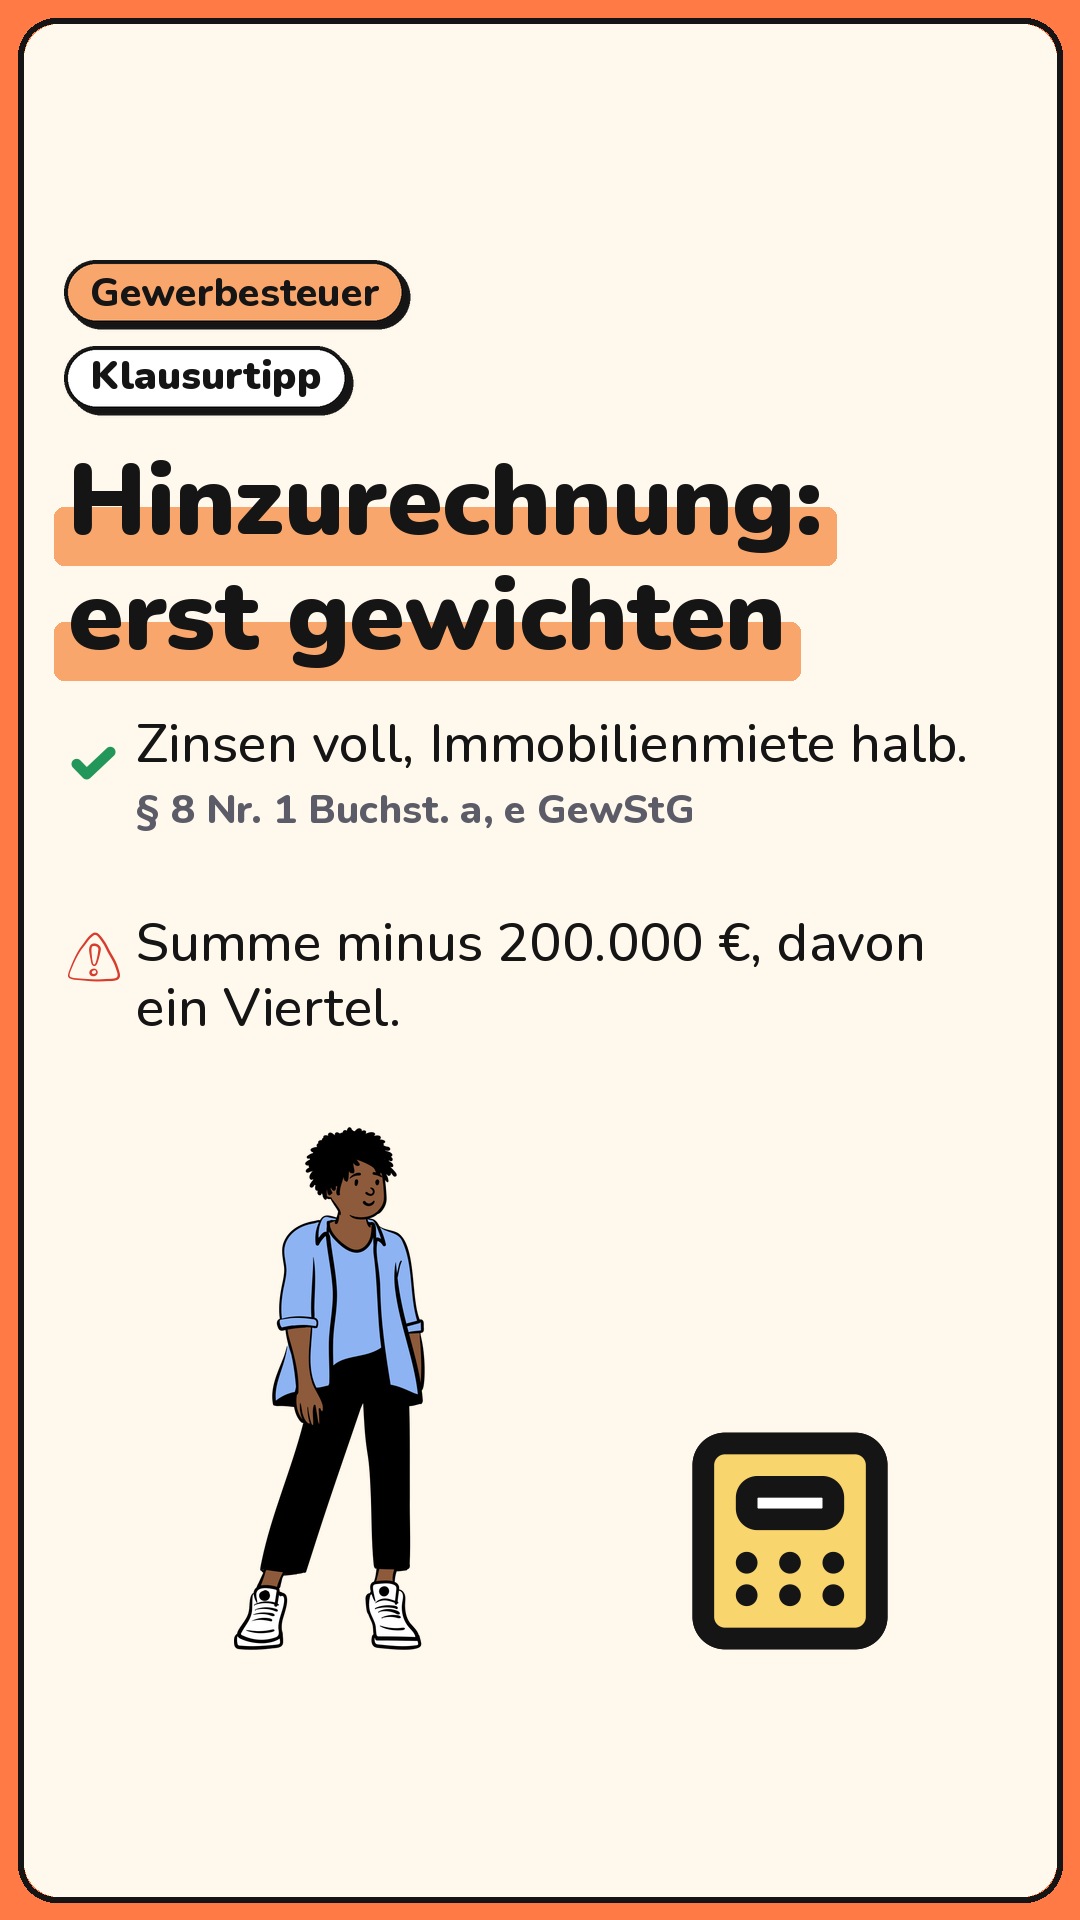 Gewerbesteuer
Klausurtipp
Hinzurechnung:
erst gewichten
Zinsen voll, Immobilienmiete halb.
§ 8 Nr. 1 Buchst. a, e GewStG
Summe minus 200.000 €, davon
ein Viertel.